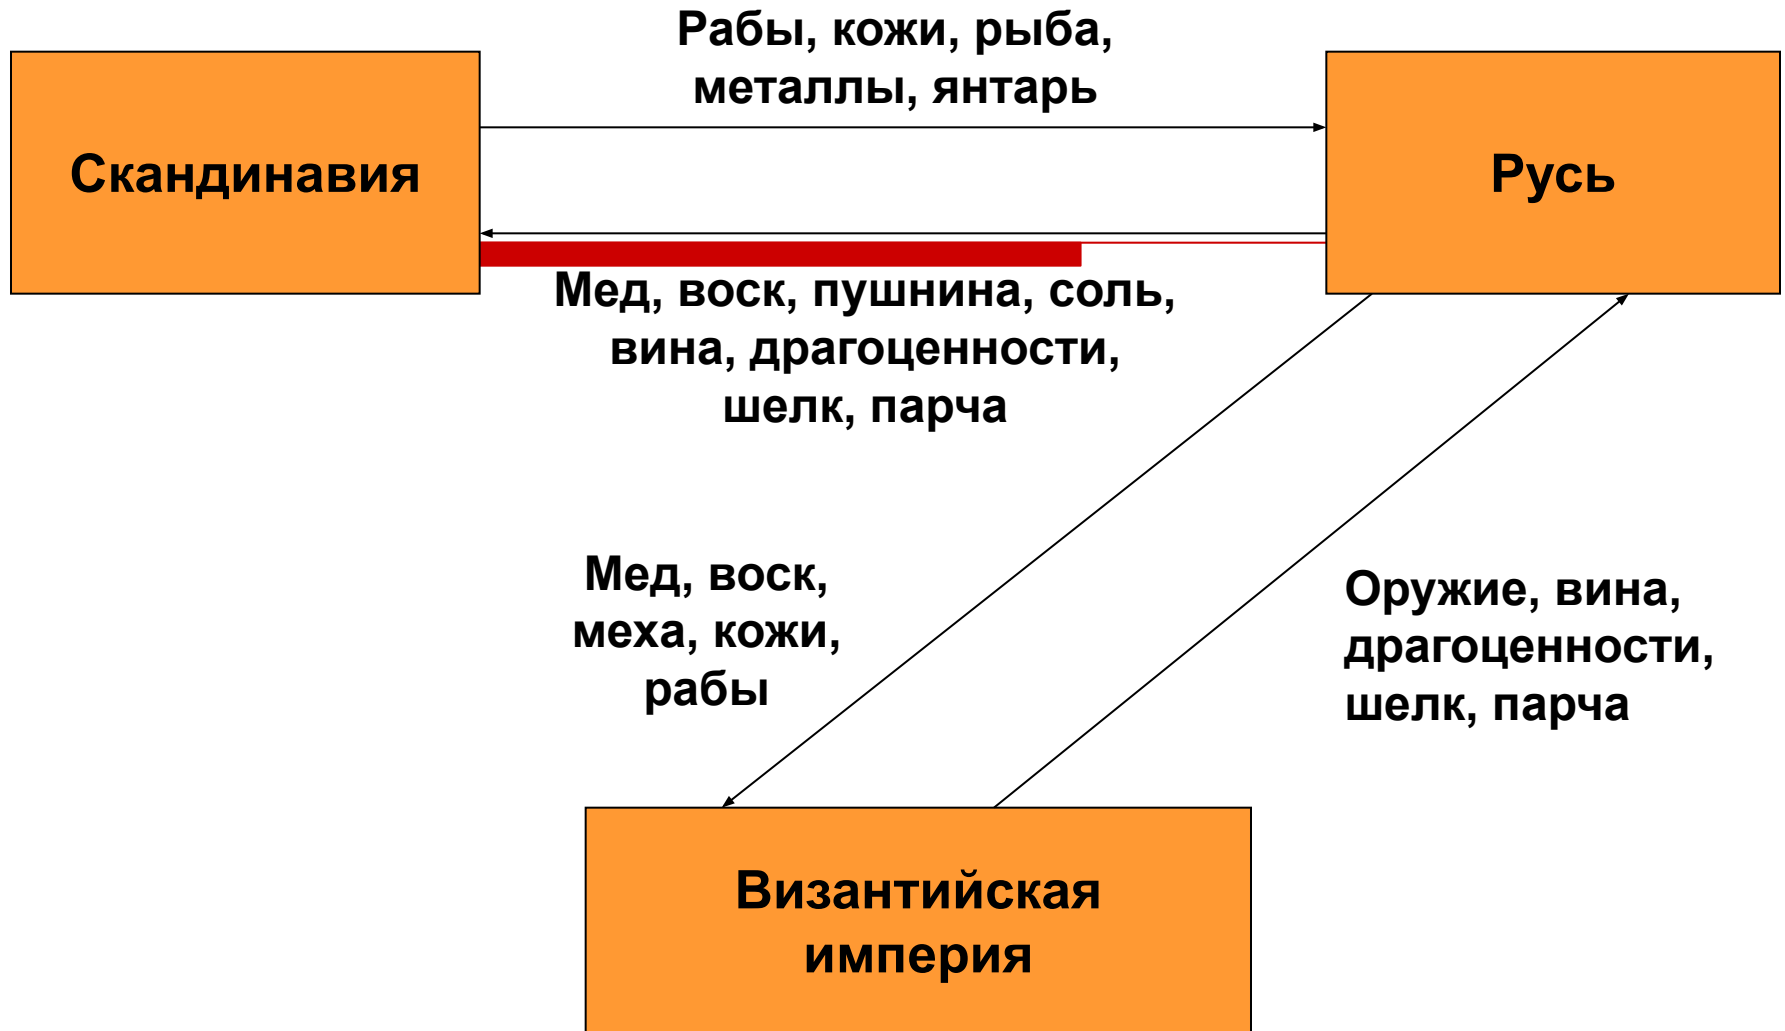 Рабы, кожи, рыба,
металлы, янтарь
Скандинавия
Русь
Мед, воск, пушнина, соль,
вина, драгоценности,
шелк, парча
Мед, воск,
меха, кожи,
рабы
Оружие, вина,
драгоценности,
шелк, парча
Византийская
империя